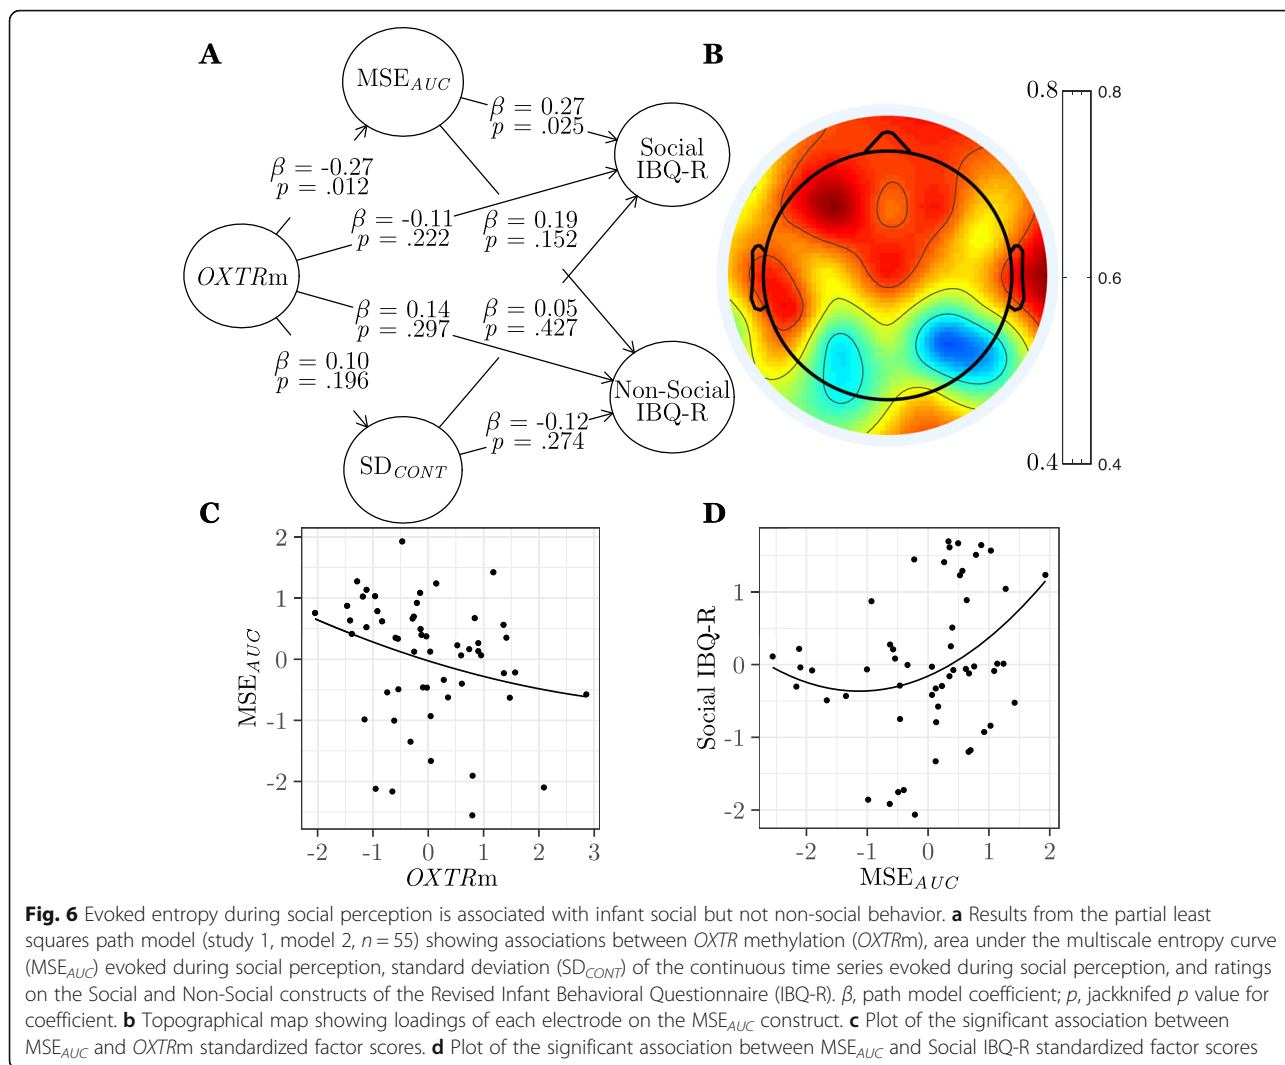 A
MSE_AUC
β = 0.27
p = .025
Social
IBQ-R
β = -0.27
p = .012
β = -0.11
p = .222
β = 0.19
p = .152
OXTRm
β = 0.14
p = .297
β = 0.05
p = .427
β = 0.10
p = .196
Non-Social
IBQ-R
β = -0.12
p = .274
SD_CONT
B
0.8
0.8
0.6
0.4
0.4
C
2
1
0
-1
-2
MSE_AUC
-2 -1 0 1 2 3
OXTRm
D
1
0
-1
-2
Social IBQ-R
-2 -1 0 1 2
MSE_AUC
Fig. 6 Evoked entropy during social perception is associated with infant social but not non-social behavior. a Results from the partial least
squares path model (study 1, model 2, n = 55) showing associations between OXTR methylation (OXTRm), area under the multiscale entropy curve
(MSE_AUC) evoked during social perception, standard deviation (SD_CONT) of the continuous time series evoked during social perception, and ratings
on the Social and Non-Social constructs of the Revised Infant Behavioral Questionnaire (IBQ-R). β, path model coefficient; p, jackknifed p value for
coefficient. b Topographical map showing loadings of each electrode on the MSE_AUC construct. c Plot of the significant association between
MSE_AUC and OXTRm standardized factor scores. d Plot of the significant association between MSE_AUC and Social IBQ-R standardized factor scores